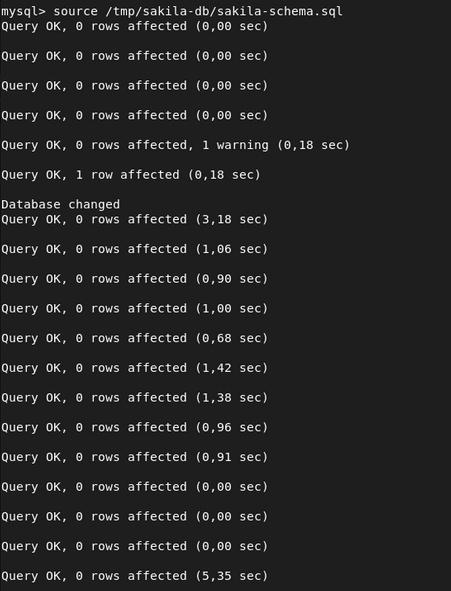 mysql> source /tmp/sakila-db/sakila-schema.sql
Query OK, 0 rows affected (0,00 sec)
Query OK, 0 rows affected (0,00 sec)
Query OK, 0 rows affected (0,00 sec)
Query OK, 0 rows affected (0,00 sec)
Query OK, 0 rows affected, 1 warning (0,18 sec)
Query OK, 1 row affected (0,18 sec)
Database changed
Query OK, 0 rows affected (3,18 sec)
Query OK, 0 rows affected (1,06 sec)
Query OK, 0 rows affected (0,90 sec)
Query OK, 0 rows affected (1,00 sec)
Query OK, 0 rows affected (0,68 sec)
Query OK, 0 rows affected (1,42 sec)
Query OK, 0 rows affected (1,38 sec)
Query OK, 0 rows affected (0,96 sec)
Query OK, 0 rows affected (0,91 sec)
Query OK, 0 rows affected (0,00 sec)
Query OK, 0 rows affected (0,00 sec)
Query OK, 0 rows affected (0,00 sec)
Query OK, 0 rows affected (5,35 sec)